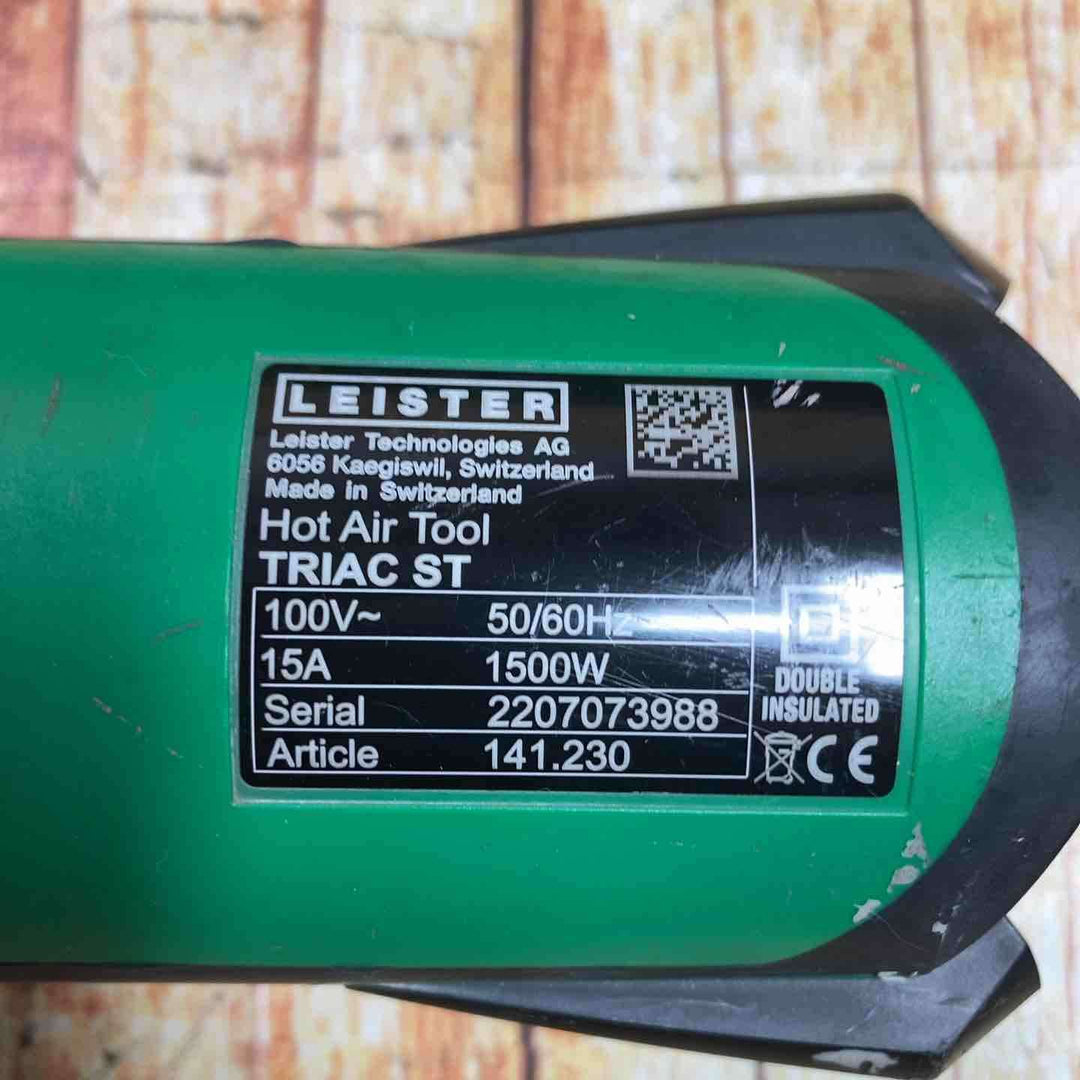 LEISTER
Leister Technologies AG
6056 Kaegiswil, Switzerland
Made in Switzerland
Hot Air Tool
TRIAC ST
100V~ 50/60Hz
15A 1500W
Serial 2207073988
Article 141.230
DOUBLE
INSULATED
CE